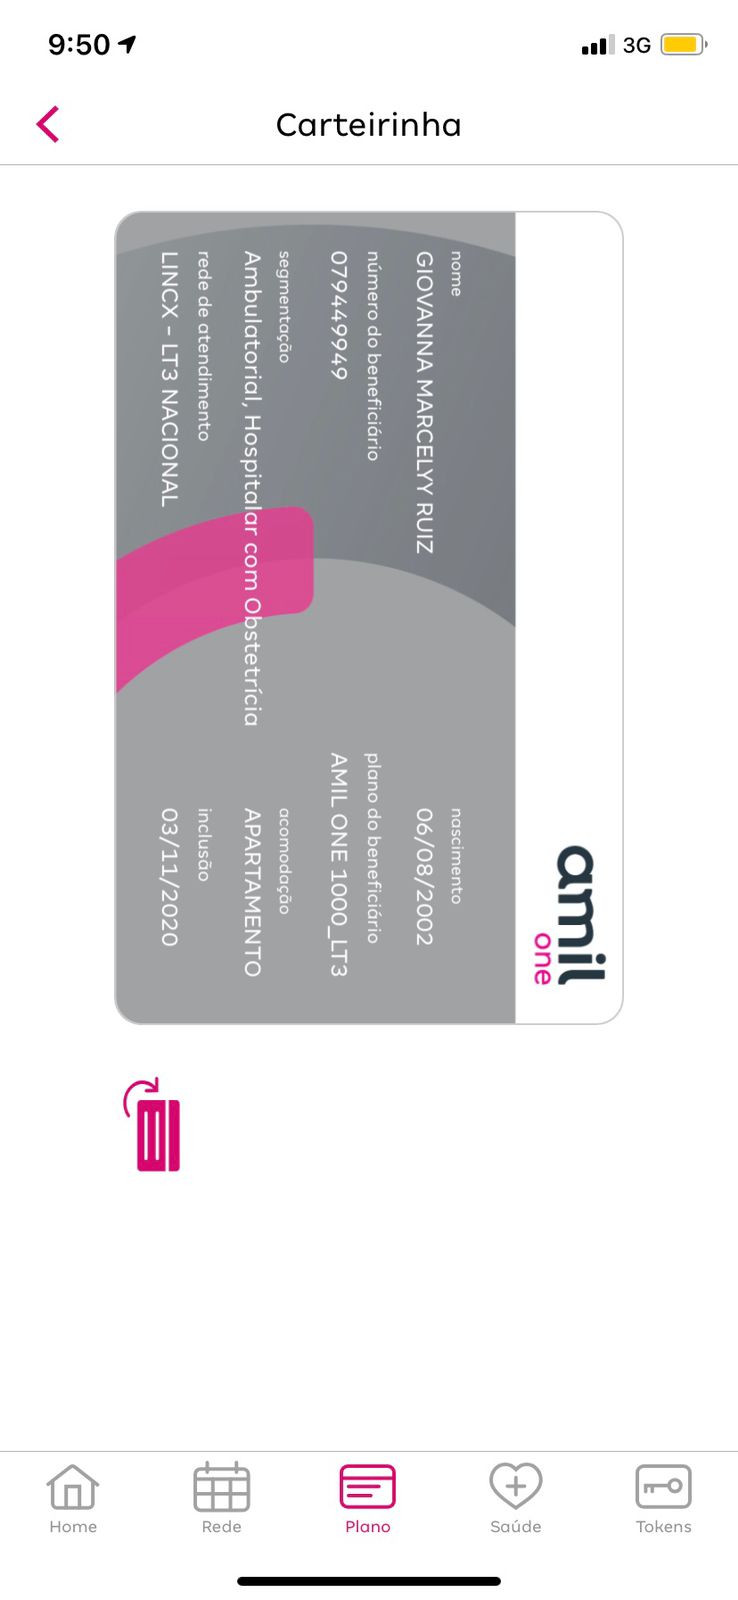 9:50
3G
Carteirinha
amil
one
nome
GIOVANNA MARCELYY RUIZ
nascimento
06/08/2002
número do beneficiário
079449949
plano do beneficiário
AMIL ONE 1000_LT3
segmentação
Ambulatorial, Hospitalar com Obstetrícia
acomodação
APARTAMENTO
rede de atendimento
LINCX - LT3 NACIONAL
inclusão
03/11/2020
Home
Rede
Plano
Saúde
Tokens